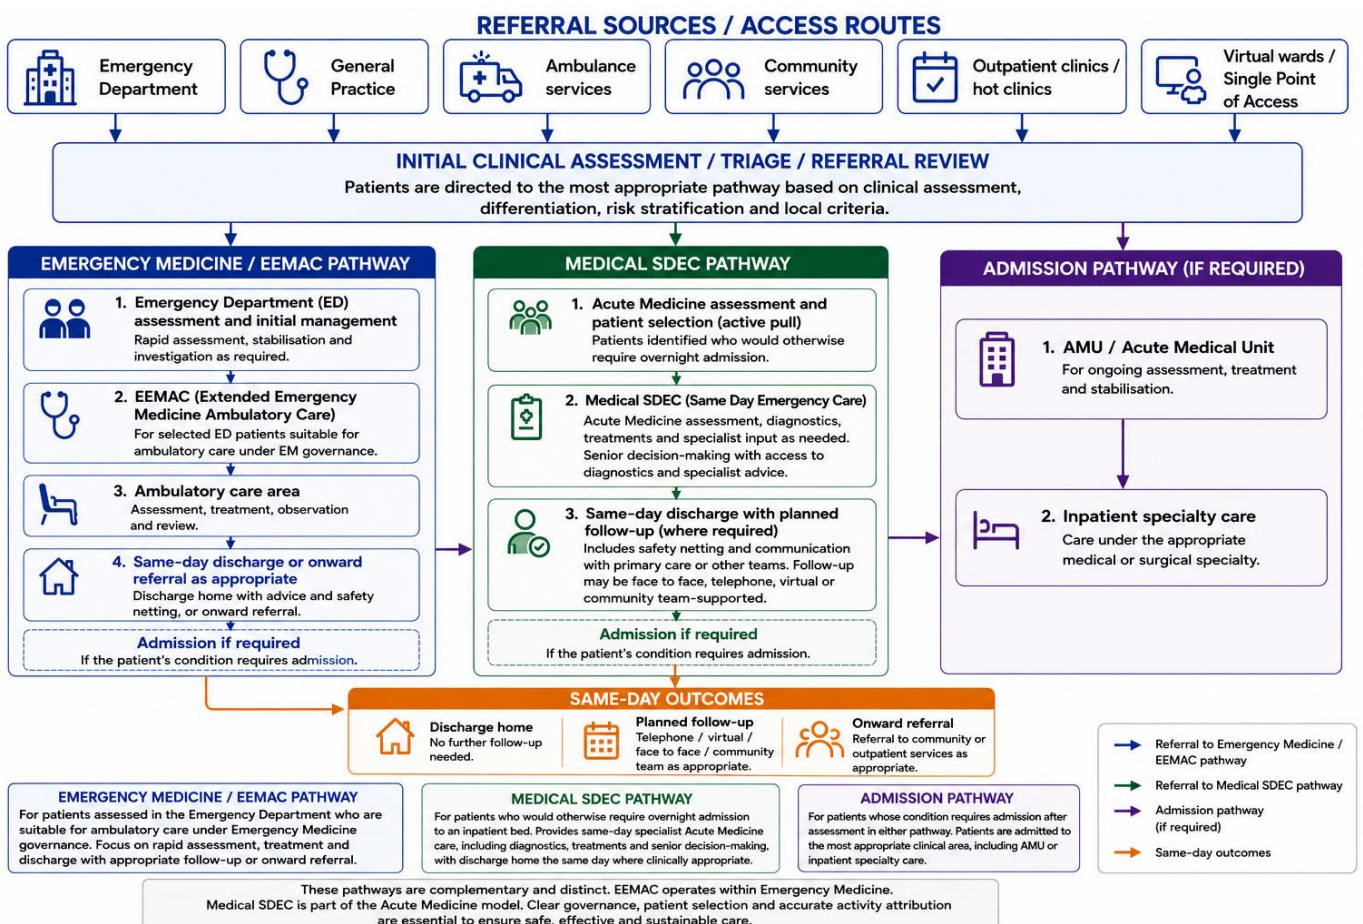 REFERRAL SOURCES / ACCESS ROUTES
Emergency
Department
General
Practice
Ambulance
services
Community
services
Outpatient clinics /
hot clinics
Virtual wards /
Single Point
of Access
INITIAL CLINICAL ASSESSMENT / TRIAGE / REFERRAL REVIEW
Patients are directed to the most appropriate pathway based on clinical assessment,
differentiation, risk stratification and local criteria.
EMERGENCY MEDICINE / EEMAC PATHWAY
1. Emergency Department (ED)
assessment and initial management
Rapid assessment, stabilisation and
investigation as required.
2. EEMAC (Extended Emergency
Medicine Ambulatory Care)
For selected ED patients suitable for
ambulatory care under EM governance.
3. Ambulatory care area
Assessment, treatment, observation
and review.
4. Same-day discharge or onward
referral as appropriate
Discharge home with advice and safety
netting, or onward referral.
Admission if required
If the patient's condition requires admission.
MEDICAL SDEC PATHWAY
1. Acute Medicine assessment and
patient selection (active pull)
Patients identified who would otherwise
require overnight admission.
2. Medical SDEC (Same Day Emergency Care)
Acute Medicine assessment, diagnostics,
treatments and specialist input as needed.
Senior decision-making with access to
diagnostics and specialist advice.
3. Same-day discharge with planned
follow-up (where required)
Includes safety netting and communication
with primary care or other teams. Follow-up
may be face to face, telephone, virtual or
community team-supported.
Admission if required
If the patient's condition requires admission.
ADMISSION PATHWAY (IF REQUIRED)
1. AMU / Acute Medical Unit
For ongoing assessment, treatment
and stabilisation.
2. Inpatient specialty care
Care under the appropriate
medical or surgical specialty.
SAME-DAY OUTCOMES
Discharge home
No further follow-up
needed.
Planned follow-up
Telephone / virtual /
face to face / community
team as appropriate.
Onward referral
Referral to community or
outpatient services as
appropriate.
Referral to Emergency Medicine /
EEMAC pathway
Referral to Medical SDEC pathway
Admission pathway
(if required)
Same-day outcomes
EMERGENCY MEDICINE / EEMAC PATHWAY
For patients assessed in the Emergency Department who are
suitable for ambulatory care under Emergency Medicine
governance. Focus on rapid assessment, treatment and
discharge with appropriate follow-up or onward referral.
MEDICAL SDEC PATHWAY
For patients who would otherwise require overnight admission
to an inpatient bed. Provides same-day specialist Acute Medicine
care, including diagnostics, treatments and senior decision-making,
with discharge home the same day where clinically appropriate.
ADMISSION PATHWAY
For patients whose condition requires admission after
assessment in either pathway. Patients are admitted to
the most appropriate clinical area, including AMU or
inpatient specialty care.
These pathways are complementary and distinct. EEMAC operates within Emergency Medicine.
Medical SDEC is part of the Acute Medicine model. Clear governance, patient selection and accurate activity attribution
are essential to ensure safe, effective and sustainable care.